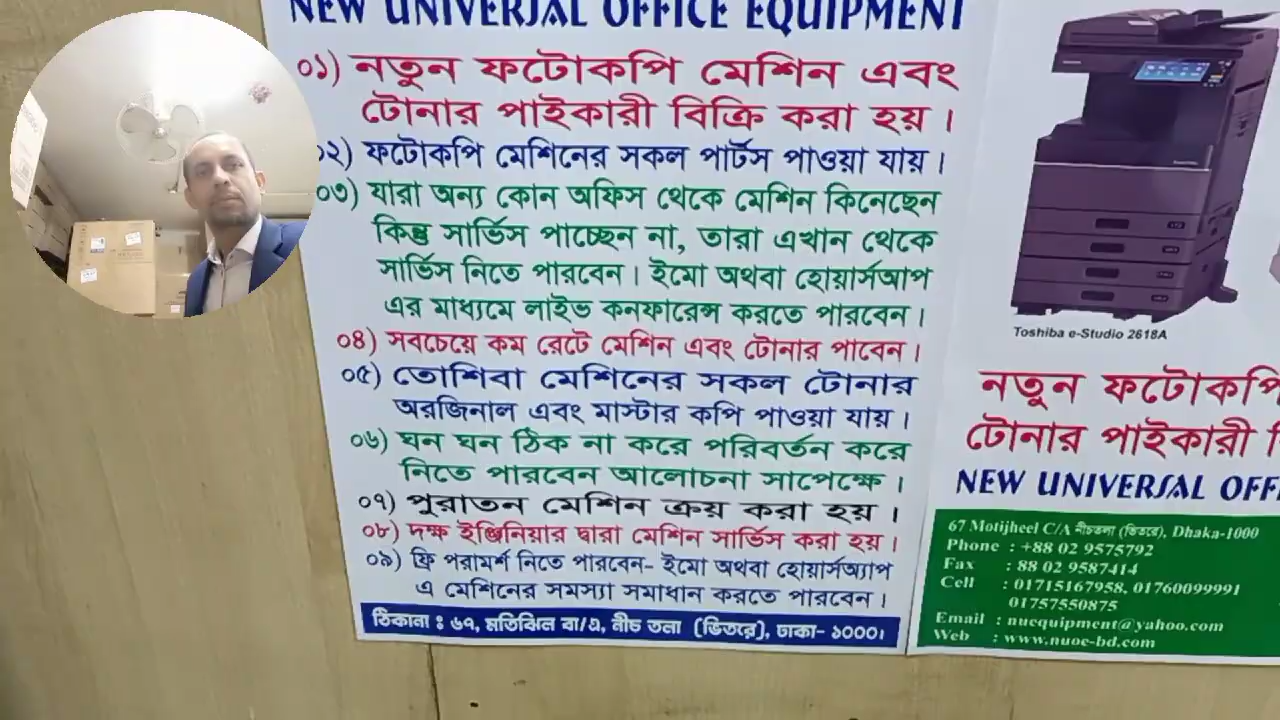 NEW UNIVERSAL OFFICE EQUIPMENT
০১) নতুন ফটোকপি মেশিন এবং
টোনার পাইকারী বিক্রি করা হয় ।
০২) ফটোকপি মেশিনের সকল পার্টস পাওয়া যায় ।
০৩) যারা অন্য কোন অফিস থেকে মেশিন কিনেছেন
কিন্তু সার্ভিস পাচ্ছেন না, তারা এখান থেকে
সার্ভিস নিতে পারবেন । ইমো অথবা হোয়ার্সআপ
এর মাধ্যমে লাইভ কনফারেন্স করতে পারবেন ।
০৪) সবচেয়ে কম রেটে মেশিন এবং টোনার পাবেন ।
০৫) তোশিবা মেশিনের সকল টোনার
অরজিনাল এবং মাস্টার কপি পাওয়া যায় ।
০৬) ঘন ঘন ঠিক না করে পরিবর্তন করে
নিতে পারবেন আলোচনা সাপেক্ষে ।
০৭) পুরাতন মেশিন ক্রয় করা হয় ।
০৮) দক্ষ ইঞ্জিনিয়ার দ্বারা মেশিন সার্ভিস করা হয় ।
০৯) ফ্রি পরামর্শ নিতে পারবেন- ইমো অথবা হোয়ার্সঅ্যাপ
এ মেশিনের সমস্যা সমাধান করতে পারবেন ।
ঠিকানা : ৬৭, মতিঝিল বা/এ, নীচ তলা (ভিতরে), ঢাকা- ১০০০।
Toshiba e-Studio 2618A
নতুন ফটোকপি
টোনার পাইকারী
NEW UNIVERSAL OFF
67 Motijheel C/A নীচতলা (ভিতরে), Dhaka-1000
Phone : +88 02 9575792
Fax : 88 02 9587414
Cell : 01715167958, 01760099991
01757550875
Email : nuequipment@yahoo.com
Web : www.nuoe-bd.com